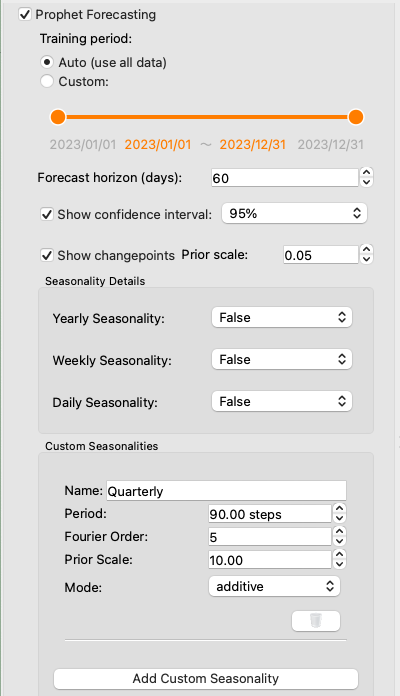 Prophet Forecasting
Training period:
Auto (use all data)
Custom:
2023/01/01 2023/01/01 ~ 2023/12/31 2023/12/31
Forecast horizon (days): 60
Show confidence interval: 95%
Show changepoints Prior scale: 0.05
Seasonality Details
Yearly Seasonality: False
Weekly Seasonality: False
Daily Seasonality: False
Custom Seasonalities
Name: Quarterly
Period: 90.00 steps
Fourier Order: 5
Prior Scale: 10.00
Mode: additive
Add Custom Seasonality